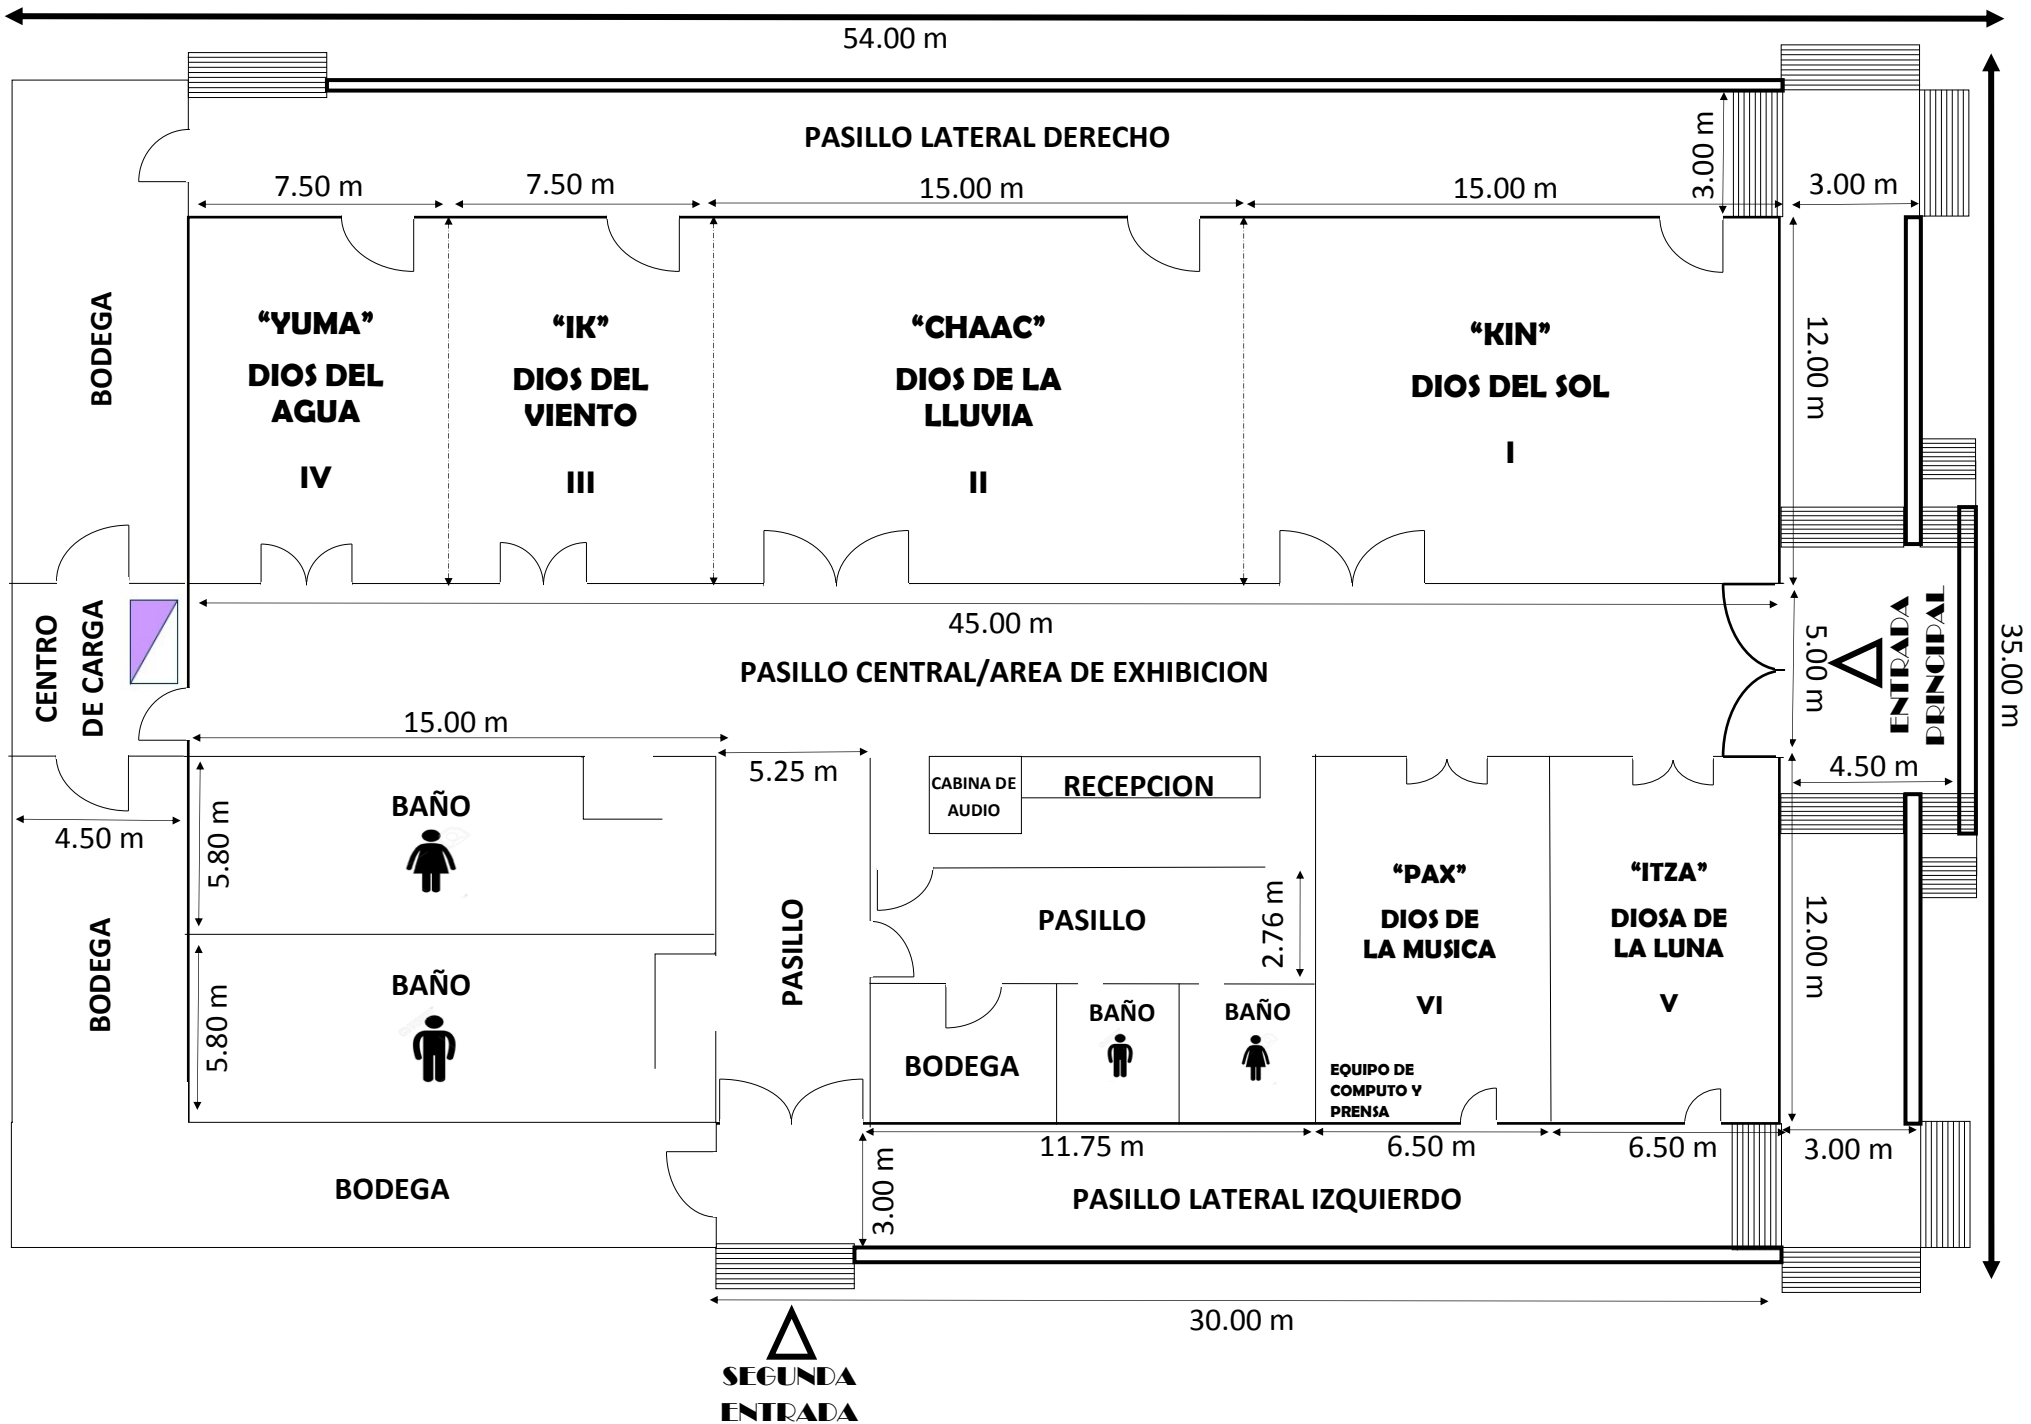 54.00 m
PASILLO LATERAL DERECHO
3.00 m
7.50 m
7.50 m
15.00 m
15.00 m
3.00 m
BODEGA
“YUMA”
DIOS DEL
AGUA
IV
“IK”
DIOS DEL
VIENTO
III
“CHAAC”
DIOS DE LA
LLUVIA
II
“KIN”
DIOS DEL SOL
I
12.00 m
CENTRO
DE CARGA
45.00 m
PASILLO CENTRAL/AREA DE EXHIBICION
5.00 m
ENTRADA
PRINCIPAL
35.00 m
15.00 m
5.25 m
4.50 m
4.50 m
BODEGA
5.80 m
BAÑO
5.80 m
BAÑO
PASILLO
CABINA DE
AUDIO
RECEPCION
PASILLO
2.76 m
BODEGA
BAÑO
BAÑO
“PAX”
DIOS DE
LA MUSICA
VI
EQUIPO DE
COMPUTO Y
PRENSA
“ITZA”
DIOSA DE
LA LUNA
V
12.00 m
11.75 m
6.50 m
6.50 m
3.00 m
BODEGA
3.00 m
PASILLO LATERAL IZQUIERDO
30.00 m
SEGUNDA
ENTRADA